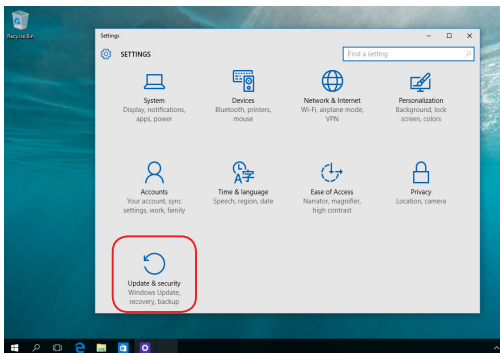 Recycle Bin
Settings
SETTINGS
Find a setting
System
Display, notifications,
apps, power
Devices
Bluetooth, printers,
mouse
Network & Internet
Wi-Fi, airplane mode,
VPN
Personalization
Background, lock
screen, colors
Accounts
Your account, sync
settings, work, family
Time & language
Speech, region, date
Ease of Access
Narrator, magnifier,
high contrast
Privacy
Location, camera
Update & security
Windows Update,
recovery, backup